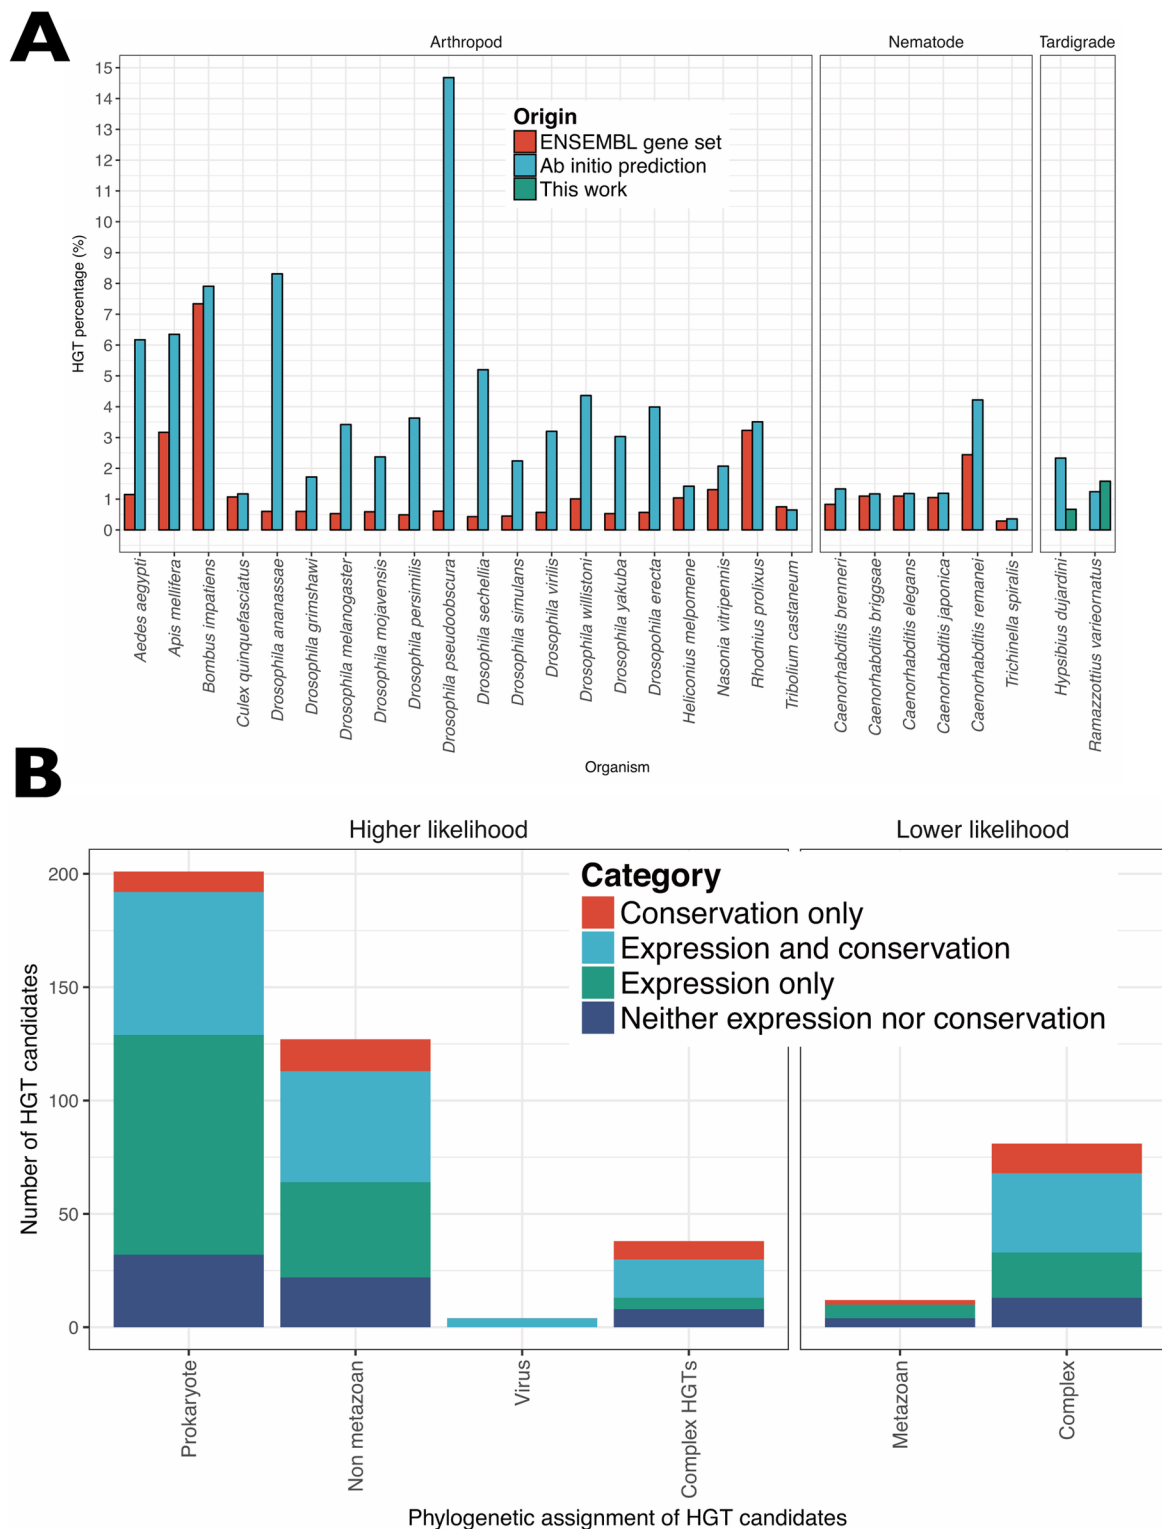 A
Arthropod
Nematode
Tardigrade
15
14
13
12
11
10
9
8
7
6
5
4
3
2
1
0
HGT percentage (%)
Origin
ENSEMBL gene set
Ab initio prediction
This work
Aedes aegypti
Apis mellifera
Bombus impatiens
Culex quinquefasciatus
Drosophila ananassae
Drosophila grimshawi
Drosophila melanogaster
Drosophila mojavensis
Drosophila persimilis
Drosophila pseudoobscura
Drosophila sechellia
Drosophila simulans
Drosophila virilis
Drosophila willistoni
Drosophila yakuba
Drosopohila erecta
Heliconius melpomene
Nasonia vitripennis
Rhodnius prolixus
Tribolium castaneum
Caenorhabditis brenneri
Caenorhabditis briggsae
Caenorhabditis elegans
Caenorhabditis japonica
Caenorhabditis remanei
Trichinella spiralis
Hypsibius dujardini
Ramazzottius varieornatus
Organism
B
Higher likelihood
Lower likelihood
200
150
100
50
0
Number of HGT candidates
Category
Conservation only
Expression and conservation
Expression only
Neither expression nor conservation
Prokaryote
Non metazoan
Virus
Complex HGTs
Metazoan
Complex
Phylogenetic assignment of HGT candidates